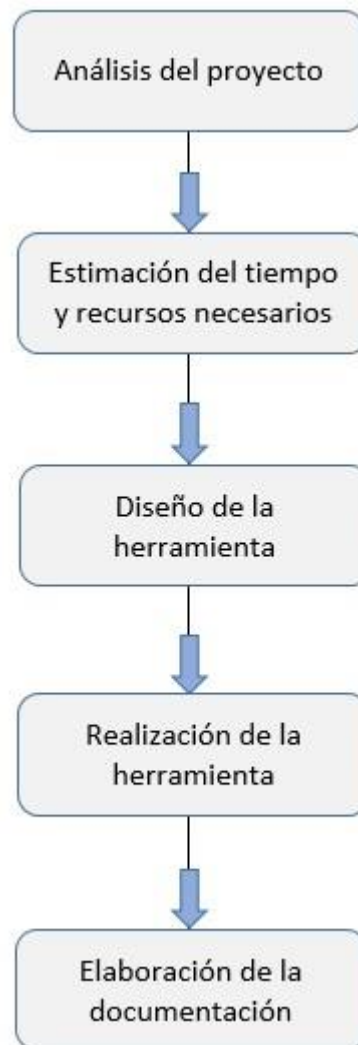 Análisis del proyecto
Estimación del tiempo
y recursos necesarios
Diseño de la
herramienta
Realización de la
herramienta
Elaboración de la
documentación